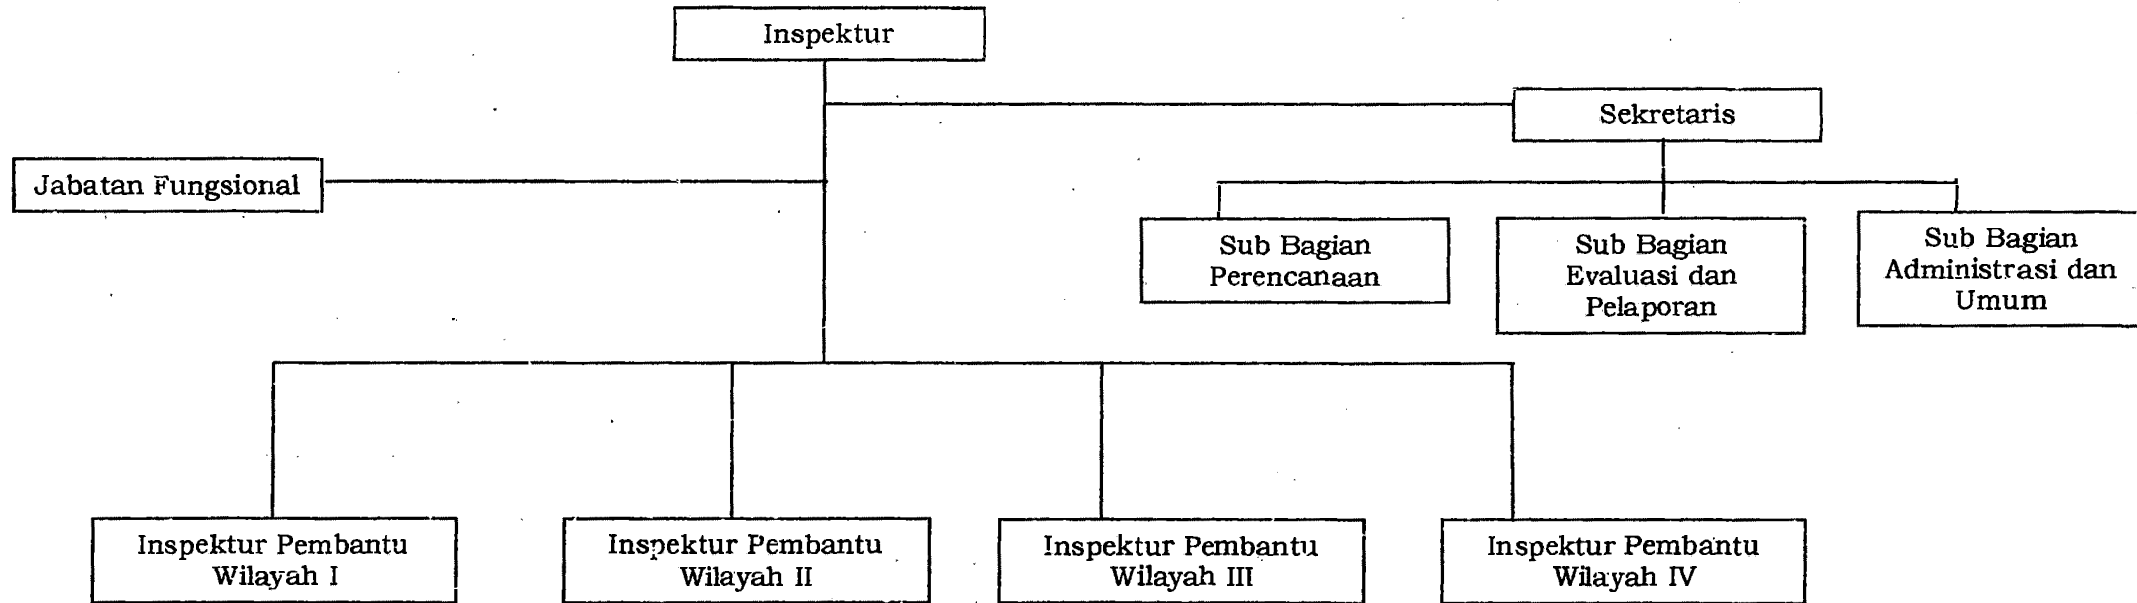 Inspektur
Sekretaris
Jabatan Fungsional
Sub Bagian
Perencanaan
Sub Bagian
Evaluasi dan
Pelaporan
Sub Bagian
Administrasi dan
Umum
Inspektur Pembantu
Wilayah I
Inspektur Pembantu
Wilayah II
Inspektur Pembantu
Wilayah III
Inspektur Pembantu
Wilayah IV